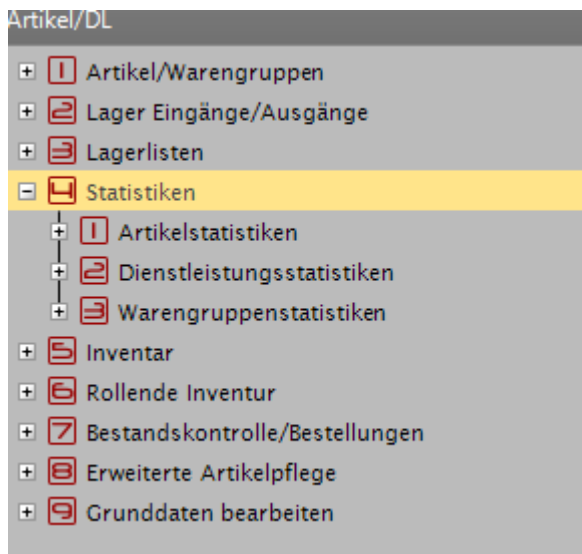 Artikel/DL
1 Artikel/Warengruppen
2 Lager Eingänge/Ausgänge
3 Lagerlisten
4 Statistiken
1 Artikelstatistiken
2 Dienstleistungsstatistiken
3 Warengruppenstatistiken
5 Inventar
6 Rollende Inventur
7 Bestandskontrolle/Bestellungen
8 Erweiterte Artikelpflege
9 Grunddaten bearbeiten